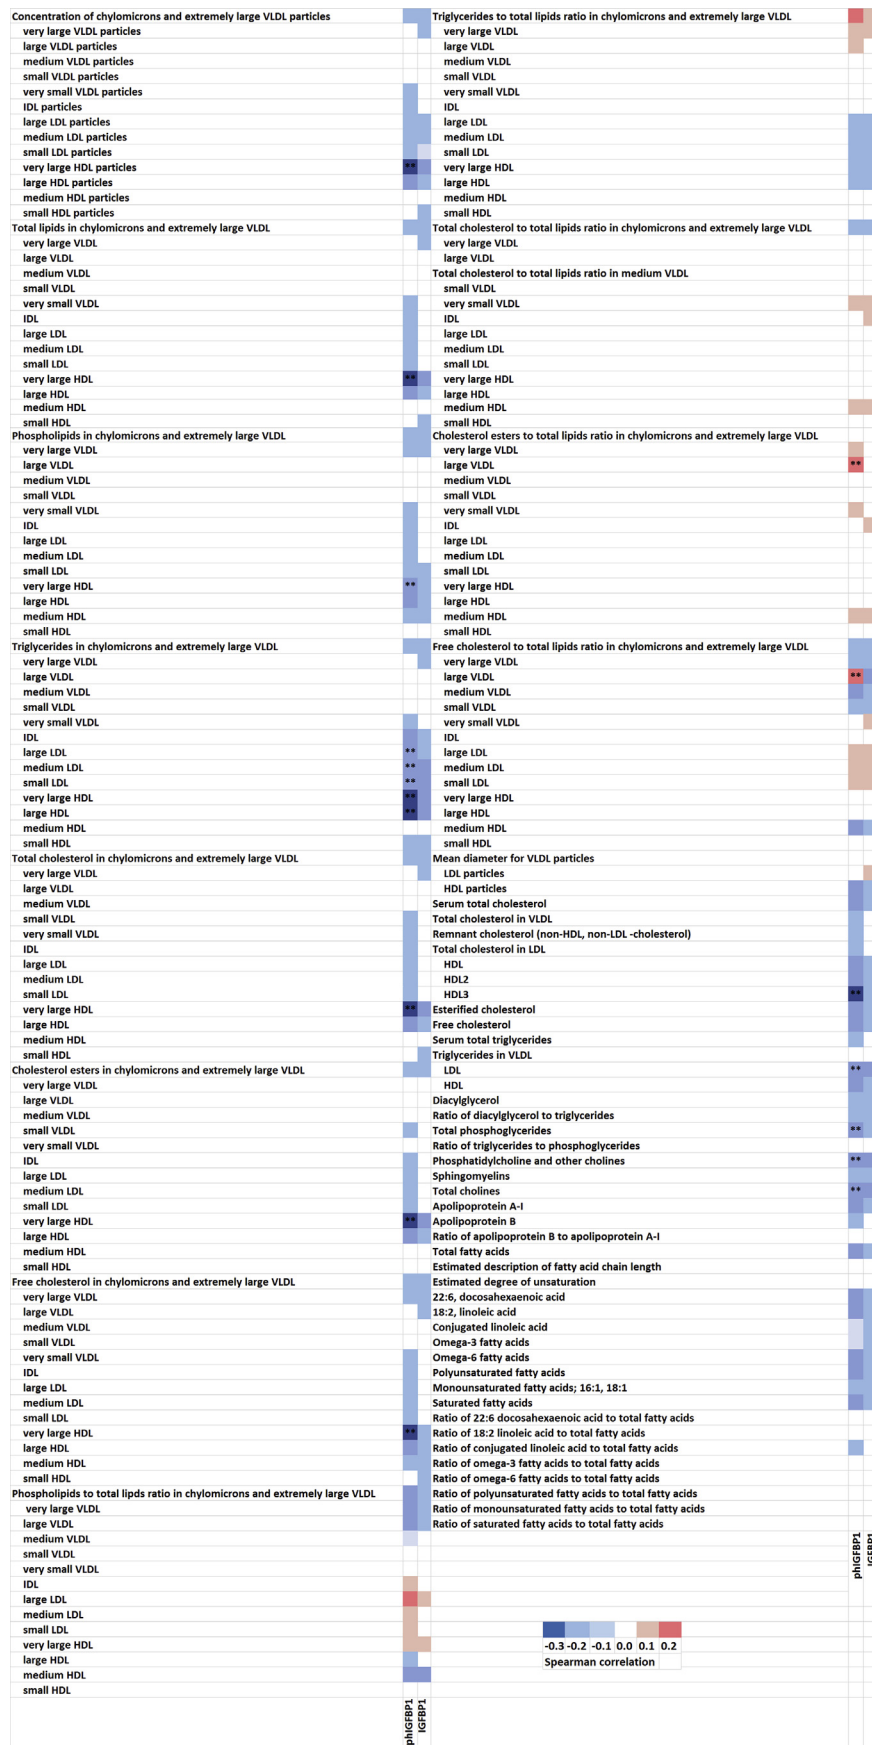 Concentration of chylomicrons and extremely large VLDL particles
very large VLDL particles
large VLDL particles
medium VLDL particles
small VLDL particles
very small VLDL particles
IDL particles
large LDL particles
medium LDL particles
small LDL particles
very large HDL particles **
large HDL particles
medium HDL particles
small HDL particles
Total lipids in chylomicrons and extremely large VLDL
very large VLDL
large VLDL
medium VLDL
small VLDL
very small VLDL
IDL
large LDL
medium LDL
small LDL
very large HDL **
large HDL
medium HDL
small HDL
Phospholipids in chylomicrons and extremely large VLDL
very large VLDL
large VLDL
medium VLDL
small VLDL
very small VLDL
IDL
large LDL
medium LDL
small LDL
very large HDL **
large HDL
medium HDL
small HDL
Triglycerides in chylomicrons and extremely large VLDL
very large VLDL
large VLDL
medium VLDL
small VLDL
very small VLDL
IDL
large LDL **
medium LDL **
small LDL **
very large HDL **
large HDL **
medium HDL
small HDL
Total cholesterol in chylomicrons and extremely large VLDL
very large VLDL
large VLDL
medium VLDL
small VLDL
very small VLDL
IDL
large LDL
medium LDL
small LDL
very large HDL **
large HDL
medium HDL
small HDL
Cholesterol esters in chylomicrons and extremely large VLDL
very large VLDL
large VLDL
medium VLDL
small VLDL
very small VLDL
IDL
large LDL
medium LDL
small LDL
very large HDL **
large HDL
medium HDL
small HDL
Free cholesterol in chylomicrons and extremely large VLDL
very large VLDL
large VLDL
medium VLDL
small VLDL
very small VLDL
IDL
large LDL
medium LDL
small LDL
very large HDL **
large HDL
medium HDL
small HDL
Phospholipids to total lipds ratio in chylomicrons and extremely large VLDL
very large VLDL
large VLDL
medium VLDL
small VLDL
very small VLDL
IDL
large LDL
medium LDL
small LDL
very large HDL
large HDL
medium HDL
small HDL
phIGFBP1
IGFBP1
Triglycerides to total lipids ratio in chylomicrons and extremely large VLDL
very large VLDL
large VLDL
medium VLDL
small VLDL
very small VLDL
IDL
large LDL
medium LDL
small LDL
very large HDL
large HDL
medium HDL
small HDL
Total cholesterol to total lipids ratio in chylomicrons and extremely large VLDL
very large VLDL
large VLDL
Total cholesterol to total lipids ratio in medium VLDL
small VLDL
very small VLDL
IDL
large LDL
medium LDL
small LDL
very large HDL
large HDL
medium HDL
small HDL
Cholesterol esters to total lipids ratio in chylomicrons and extremely large VLDL
very large VLDL
large VLDL **
medium VLDL
small VLDL
very small VLDL
IDL
large LDL
medium LDL
small LDL
very large HDL
large HDL
medium HDL
small HDL
Free cholesterol to total lipids ratio in chylomicrons and extremely large VLDL
very large VLDL
large VLDL **
medium VLDL
small VLDL
very small VLDL
IDL
large LDL
medium LDL
small LDL
very large HDL
large HDL
medium HDL
small HDL
Mean diameter for VLDL particles
LDL particles
HDL particles
Serum total cholesterol
Total cholesterol in VLDL
Remnant cholesterol (non-HDL, non-LDL -cholesterol)
Total cholesterol in LDL
HDL
HDL2
HDL3 **
Esterified cholesterol
Free cholesterol
Serum total triglycerides
Triglycerides in VLDL
LDL **
HDL
Diacylglycerol
Ratio of diacylglycerol to triglycerides
Total phosphoglycerides **
Ratio of triglycerides to phosphoglycerides
Phosphatidylcholine and other cholines **
Sphingomyelins
Total cholines **
Apolipoprotein A-I
Apolipoprotein B
Ratio of apolipoprotein B to apolipoprotein A-I
Total fatty acids
Estimated description of fatty acid chain length
Estimated degree of unsaturation
22:6, docosahexaenoic acid
18:2, linoleic acid
Conjugated linoleic acid
Omega-3 fatty acids
Omega-6 fatty acids
Polyunsaturated fatty acids
Monounsaturated fatty acids; 16:1, 18:1
Saturated fatty acids
Ratio of 22:6 docosahexaenoic acid to total fatty acids
Ratio of 18:2 linoleic acid to total fatty acids
Ratio of conjugated linoleic acid to total fatty acids
Ratio of omega-3 fatty acids to total fatty acids
Ratio of omega-6 fatty acids to total fatty acids
Ratio of polyunsaturated fatty acids to total fatty acids
Ratio of monounsaturated fatty acids to total fatty acids
Ratio of saturated fatty acids to total fatty acids
phIGFBP1
IGFBP1
-0.3 -0.2 -0.1 0.0 0.1 0.2
Spearman correlation